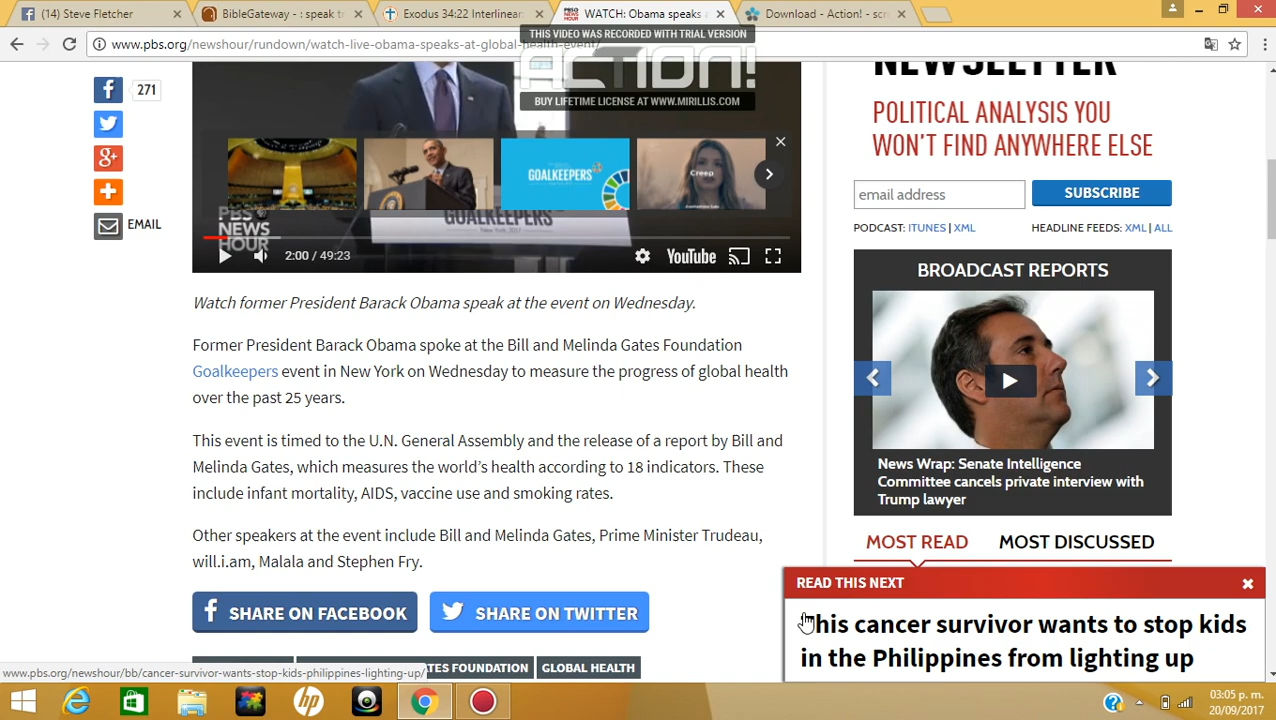 (14) Steve Fletcher
BibleGateway - : speak tr
Exodus 34:22 Interlinear
WATCH: Obama speaks a
Download - Action! - scr
THIS VIDEO WAS RECORDED WITH TRIAL VERSION
ACTION!
BUY LIFETIME LICENSE AT WWW.MIRILLIS.COM
www.pbs.org/newshour/rundown/watch-live-obama-speaks-at-global-health-event/
271
EMAIL
GOALKEEPERS
Creep
PBS
NEWS
HOUR
GOALKEEPERS
New York, 2017
2:00 / 49:23
YouTube
Watch former President Barack Obama speak at the event on Wednesday.
Former President Barack Obama spoke at the Bill and Melinda Gates Foundation
Goalkeepers event in New York on Wednesday to measure the progress of global health
over the past 25 years.
This event is timed to the U.N. General Assembly and the release of a report by Bill and
Melinda Gates, which measures the world's health according to 18 indicators. These
include infant mortality, AIDS, vaccine use and smoking rates.
Other speakers at the event include Bill and Melinda Gates, Prime Minister Trudeau,
will.i.am, Malala and Stephen Fry.
SHARE ON FACEBOOK
SHARE ON TWITTER
ATES FOUNDATION
GLOBAL HEALTH
NEWSLETTER
POLITICAL ANALYSIS YOU
WON'T FIND ANYWHERE ELSE
email address
SUBSCRIBE
PODCAST: ITUNES | XML
HEADLINE FEEDS: XML | ALL
BROADCAST REPORTS
News Wrap: Senate Intelligence
Committee cancels private interview with
Trump lawyer
MOST READ
MOST DISCUSSED
READ THIS NEXT
This cancer survivor wants to stop kids
in the Philippines from lighting up
www.pbs.org/newshour/bb/cancer-survivor-wants-stop-kids-philippines-lighting-up/
03:05 p. m.
20/09/2017